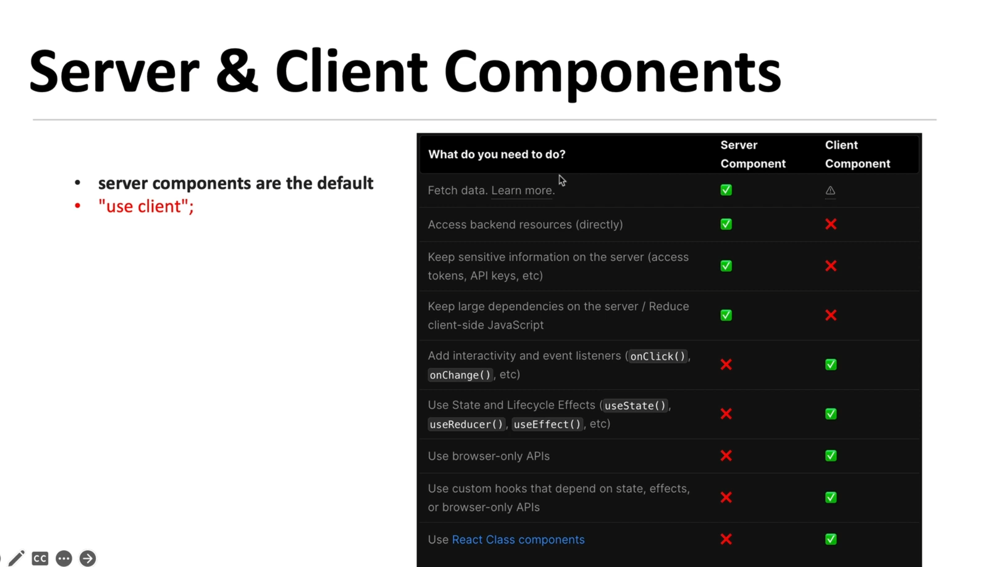 Server & Client Components
• server components are the default
• "use client";
What do you need to do?
Server
Component
Client
Component
Fetch data. Learn more.
Access backend resources (directly)
Keep sensitive information on the server (access
tokens, API keys, etc)
Keep large dependencies on the server / Reduce
client-side JavaScript
Add interactivity and event listeners (onClick(),
onChange(), etc)
Use State and Lifecycle Effects (useState(),
useReducer(), useEffect(), etc)
Use browser-only APIs
Use custom hooks that depend on state, effects,
or browser-only APIs
Use React Class components
CC